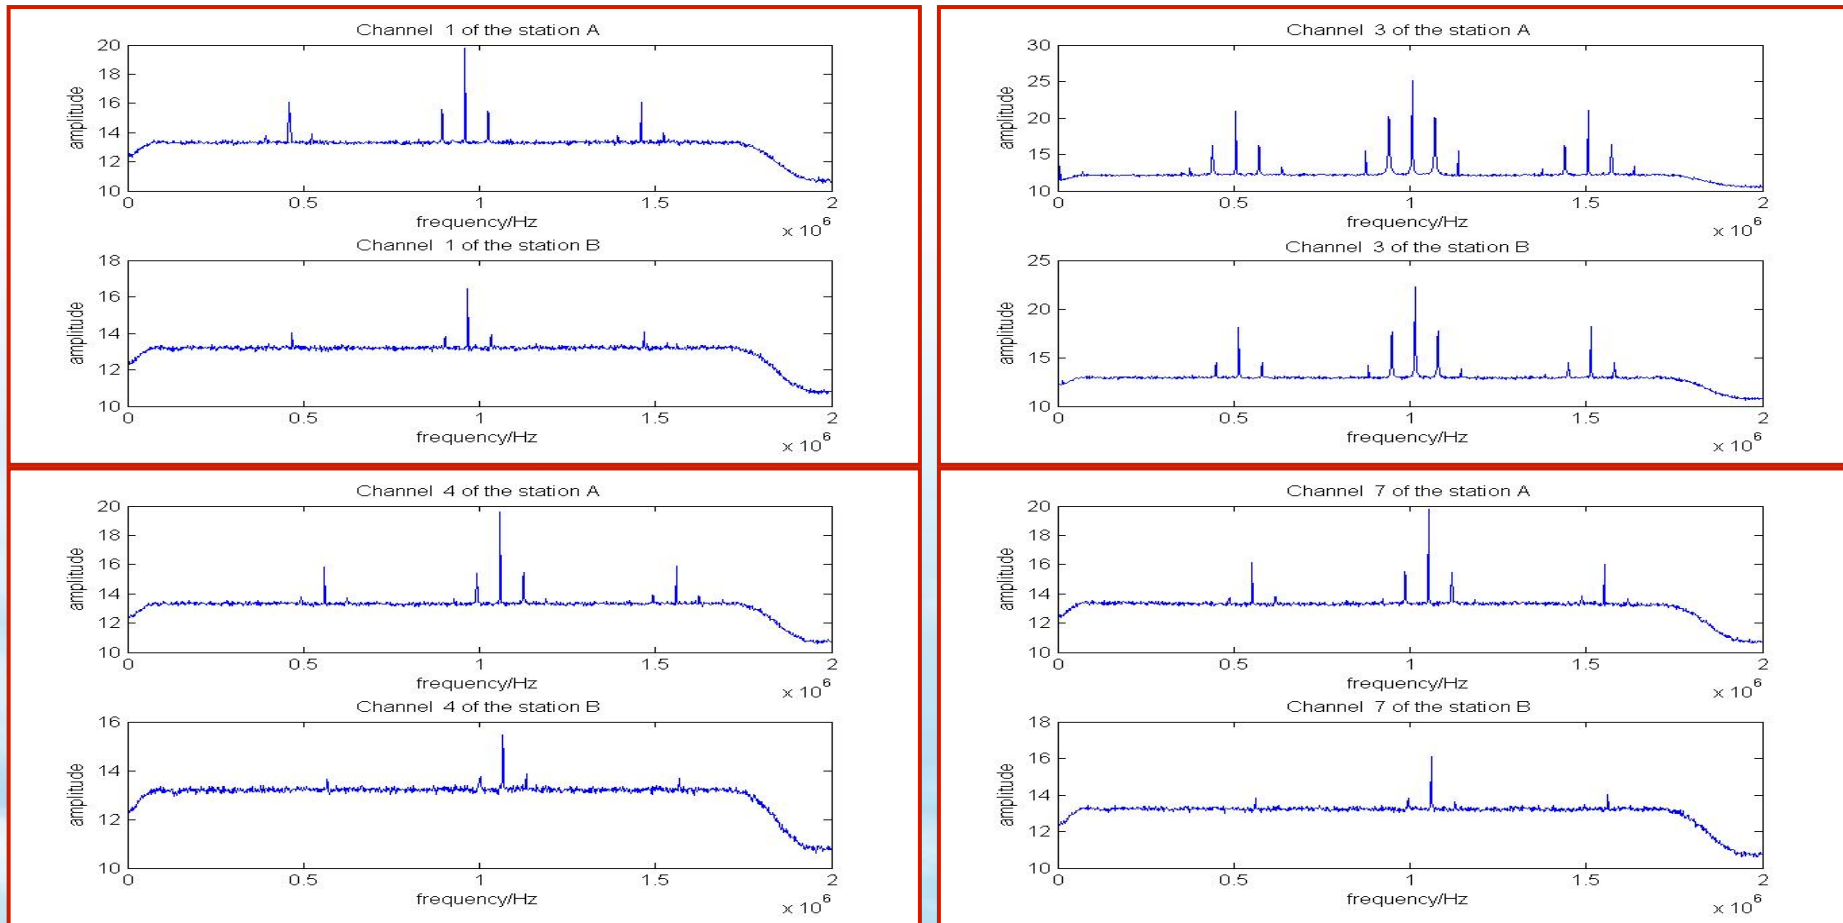 Channel 1 of the station A
20
18
16
14
12
10
amplitude
0 0.5 1 1.5 2
frequency/Hz
x 10^6
Channel 1 of the station B
18
16
14
12
10
amplitude
0 0.5 1 1.5 2
frequency/Hz
x 10^6
Channel 3 of the station A
30
25
20
15
10
amplitude
0 0.5 1 1.5 2
frequency/Hz
x 10^6
Channel 3 of the station B
25
20
15
10
amplitude
0 0.5 1 1.5 2
frequency/Hz
x 10^6
Channel 4 of the station A
20
18
16
14
12
10
amplitude
0 0.5 1 1.5 2
frequency/Hz
x 10^6
Channel 4 of the station B
16
14
12
10
amplitude
0 0.5 1 1.5 2
frequency/Hz
x 10^6
Channel 7 of the station A
20
18
16
14
12
10
amplitude
0 0.5 1 1.5 2
frequency/Hz
x 10^6
Channel 7 of the station B
18
16
14
12
10
amplitude
0 0.5 1 1.5 2
frequency/Hz
x 10^6